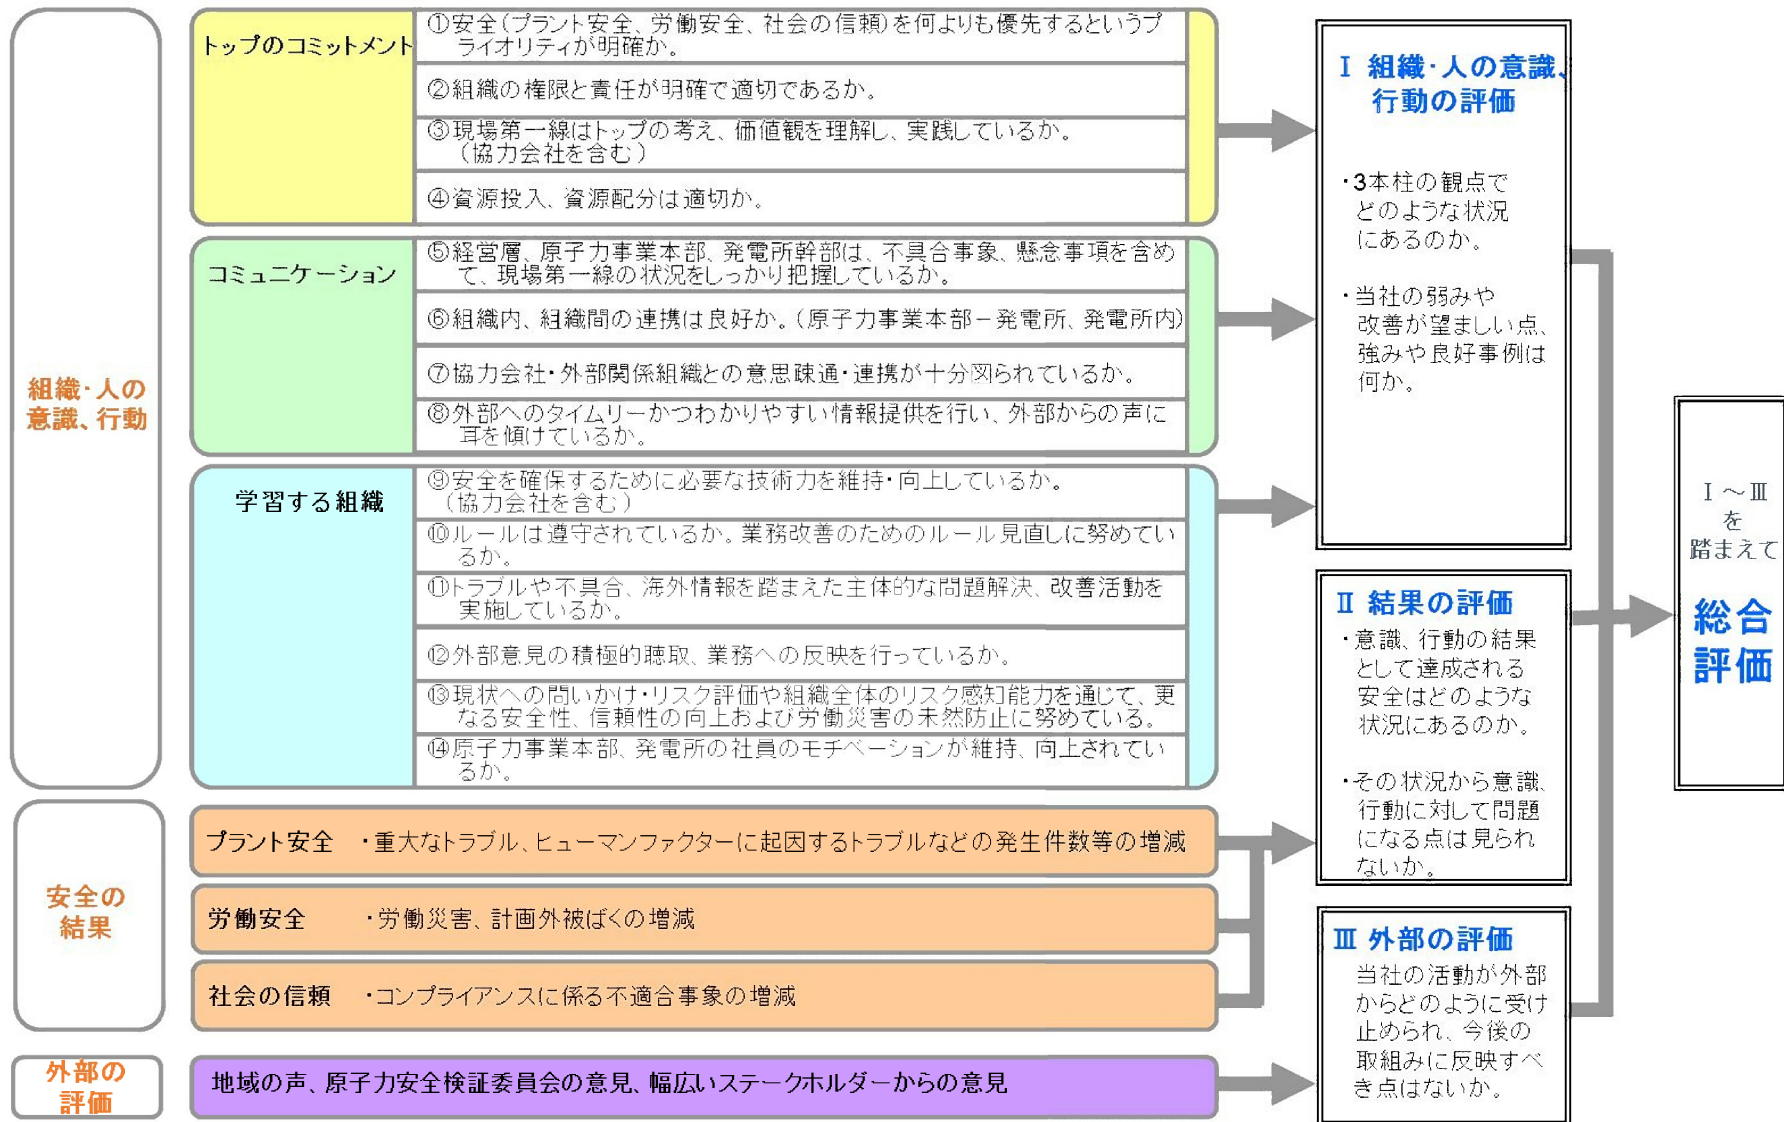 組織・人の
意識、行動
トップのコミットメント
①安全(プラント安全、労働安全、社会の信頼)を何よりも優先するというプ
ライオリティが明確か。
②組織の権限と責任が明確で適切であるか。
③現場第一線はトップの考え、価値観を理解し、実践しているか。
(協力会社を含む)
④資源投入、資源配分は適切か。
コミュニケーション
⑤経営層、原子力事業本部、発電所幹部は、不具合事象、懸念事項を含め
て、現場第一線の状況をしっかり把握しているか。
⑥組織内、組織間の連携は良好か。(原子力事業本部－発電所、発電所内)
⑦協力会社・外部関係組織との意思疎通・連携が十分図られているか。
⑧外部へのタイムリーかつわかりやすい情報提供を行い、外部からの声に
耳を傾けているか。
学習する組織
⑨安全を確保するために必要な技術力を維持・向上しているか。
(協力会社を含む)
⑩ルールは遵守されているか。業務改善のためのルール見直しに努めてい
るか。
⑪トラブルや不具合、海外情報を踏まえた主体的な問題解決、改善活動を
実施しているか。
⑫外部意見の積極的聴取、業務への反映を行っているか。
⑬現状への問いかけ・リスク評価や組織全体のリスク感知能力を通じて、更
なる安全性、信頼性の向上および労働災害の未然防止に努めている。
⑭原子力事業本部、発電所の社員のモチベーションが維持、向上されてい
るか。
安全の
結果
プラント安全 ・重大なトラブル、ヒューマンファクターに起因するトラブルなどの発生件数等の増減
労働安全 ・労働災害、計画外被ばくの増減
社会の信頼 ・コンプライアンスに係る不適合事象の増減
外部の
評価
地域の声、原子力安全検証委員会の意見、幅広いステークホルダーからの意見
Ⅰ 組織・人の意識、
行動の評価
・3本柱の観点で
どのような状況
にあるのか。
・当社の弱みや
改善が望ましい点、
強みや良好事例は
何か。
Ⅱ 結果の評価
・意識、行動の結果
として達成される
安全はどのような
状況にあるのか。
・その状況から意識、
行動に対して問題
になる点は見られ
ないか。
Ⅲ 外部の評価
当社の活動が外部
からどのように受け
止められ、今後の
取組みに反映すべ
き点はないか。
Ⅰ～Ⅲ
を
踏まえて
総合
評価